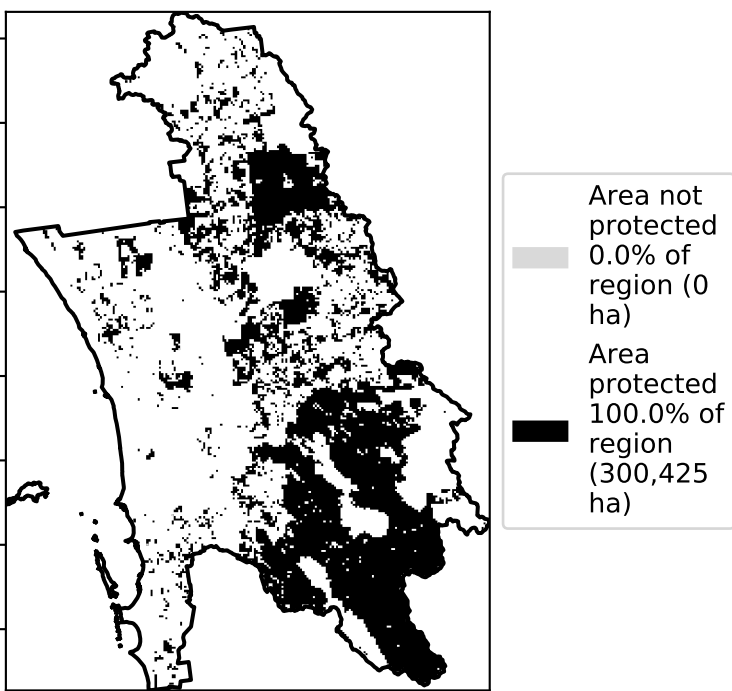 Area not
protected
0.0% of
region (0
ha)
Area
protected
100.0% of
region
(300,425
ha)